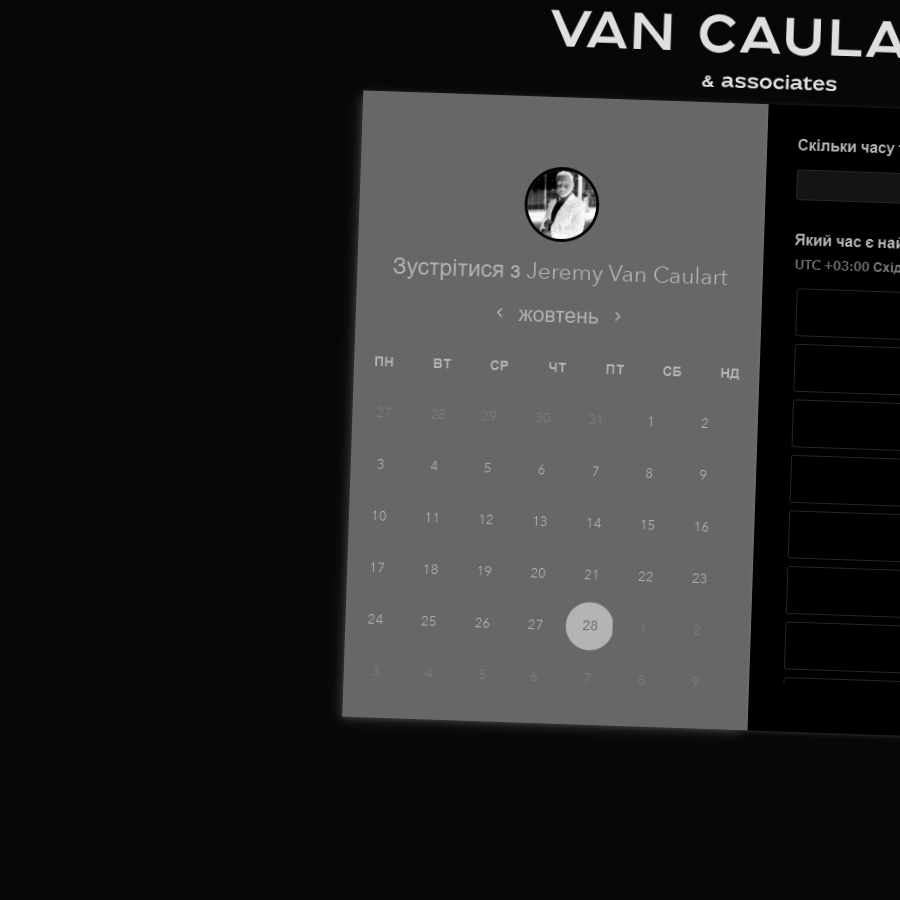 VAN CAULA
& associates
Скільки часу
Зустрітися з Jeremy Van Caulart
жовтень
ПН ВТ СР ЧТ ПТ СБ НД
27 28 29 30 31 1 2
3 4 5 6 7 8 9
10 11 12 13 14 15 16
17 18 19 20 21 22 23
24 25 26 27 28 1 2
3 4 5 6 7 8 9
Який час є най
UTC +03:00 Схід